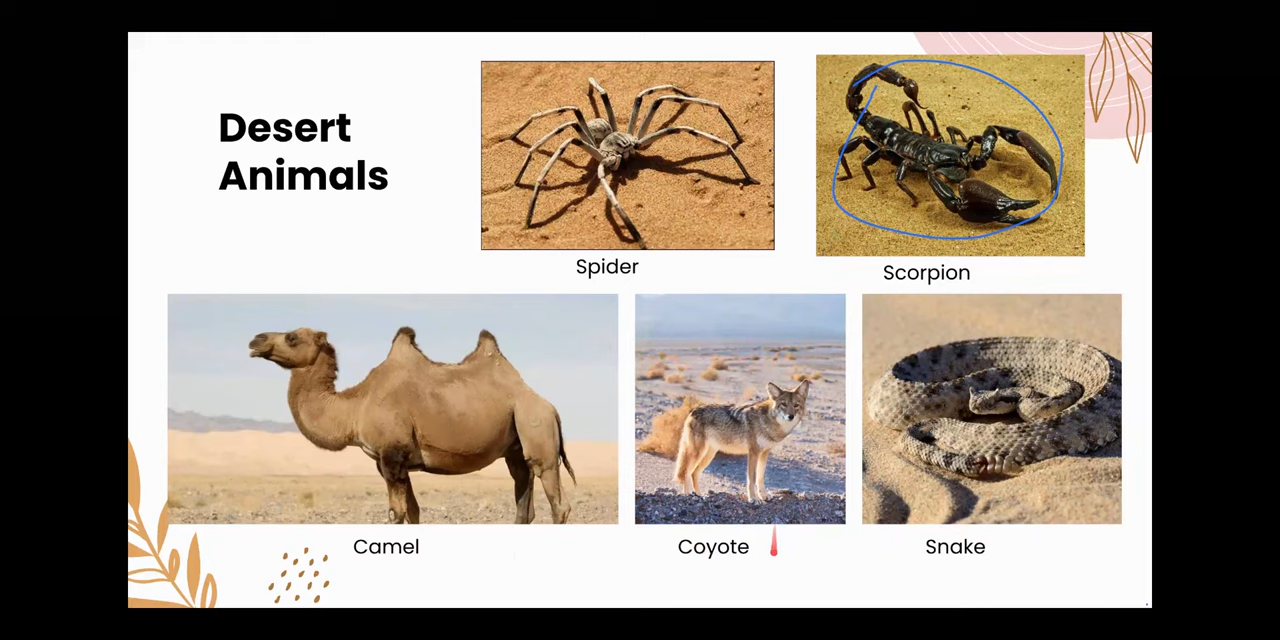 Desert
Animals
Spider
Scorpion
Camel
Coyote
Snake